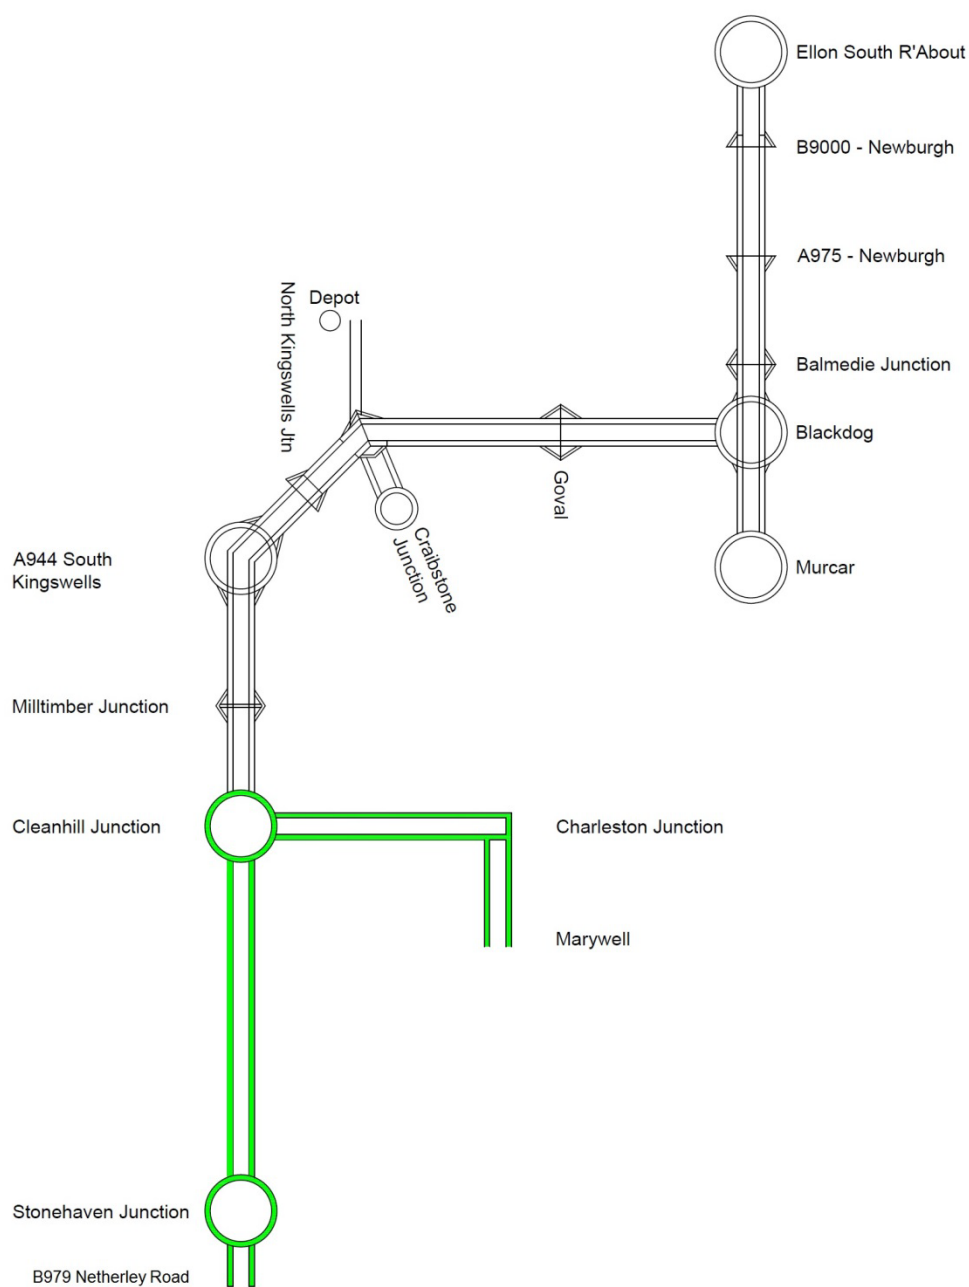 Ellon South R'About
B9000 - Newburgh
A975 - Newburgh
North Kingswells Jtn
Depot
Balmedie Junction
Blackdog
Goval
Craibstone
Junction
A944 South
Kingswells
Murcar
Milltimber Junction
Cleanhill Junction
Charleston Junction
Marywell
Stonehaven Junction
B979 Netherley Road